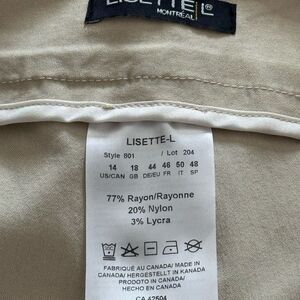 LISETTE L®
MONTRÉAL
LISETTE-L
Style 801 / Lot 204
14 18 44 46 50 48
US/CAN GB DE/EU FR IT SP
77% Rayon/Rayonne
20% Nylon
3% Lycra
FABRIQUÉ AU CANADA/ MADE IN
CANADA/ HERGESTELLT IN KANADA
PRODOTTO IN CANADA/
HECHO EN CANADA
CA 42504